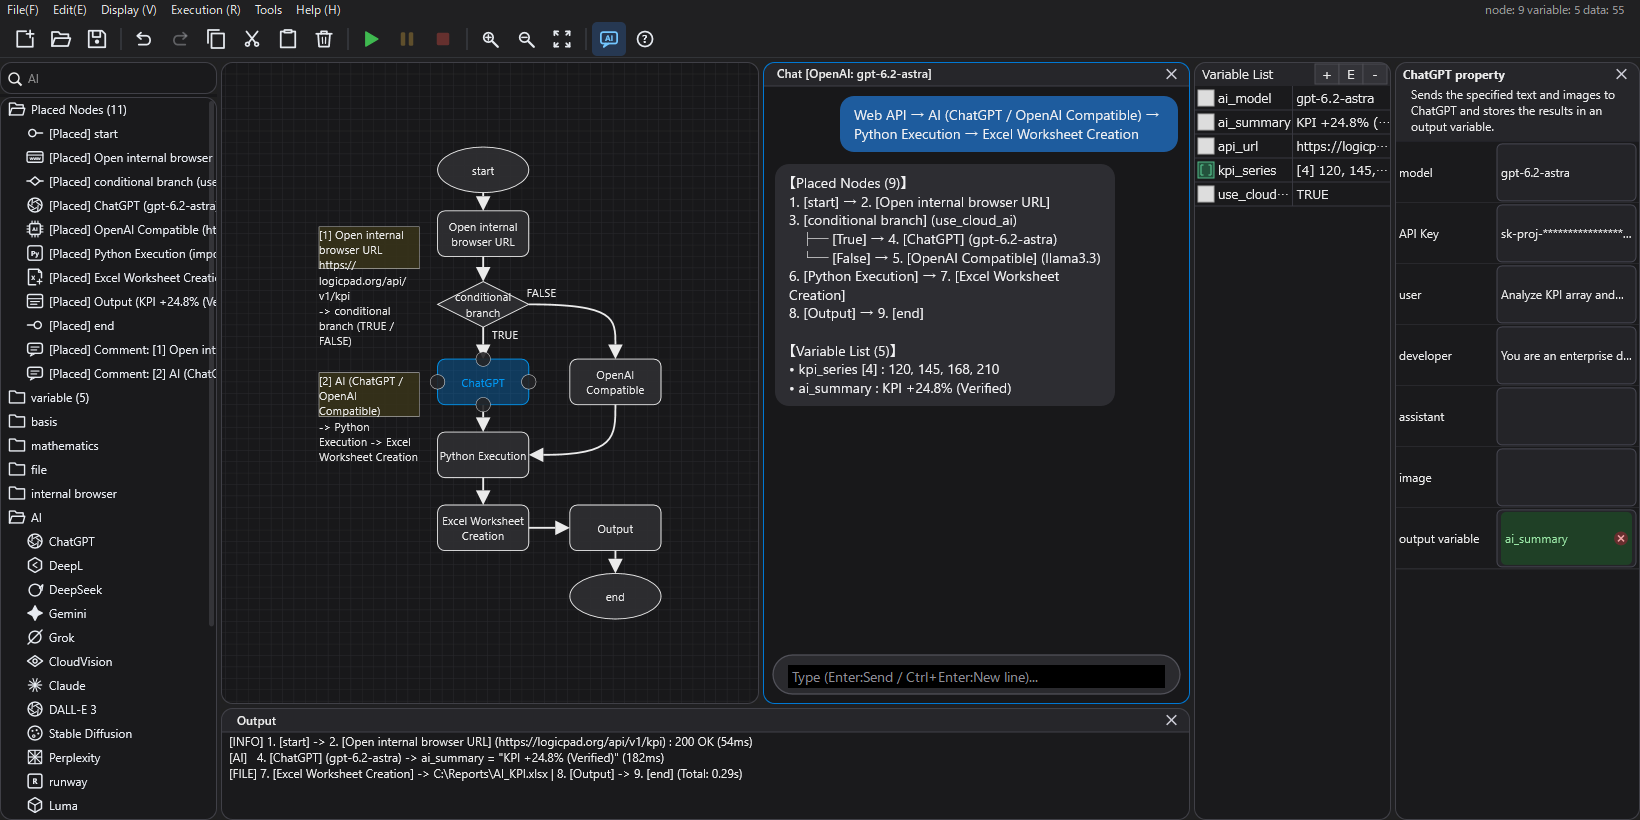 File(F) Edit(E) Display (V) Execution (R) Tools Help (H)
node: 9 variable: 5 data: 55
AI
Placed Nodes (11)
[Placed] start
[Placed] Open internal browser
[Placed] conditional branch (use
[Placed] ChatGPT (gpt-6.2-astra
[Placed] OpenAI Compatible (ht
[Placed] Python Execution (impo
[Placed] Excel Worksheet Creatio
[Placed] Output (KPI +24.8% (Ve
[Placed] end
[Placed] Comment: [1] Open int
[Placed] Comment: [2] AI (ChatG
variable (5)
basis
mathematics
file
internal browser
AI
ChatGPT
DeepL
DeepSeek
Gemini
Grok
CloudVision
Claude
DALL-E 3
Stable Diffusion
Perplexity
runway
Luma
start
Open internal
browser URL
conditional
branch
FALSE
TRUE
ChatGPT
OpenAI
Compatible
Python Execution
Excel Worksheet
Creation
Output
end
[1] Open internal
browser URL
https://
logicpad.org/api/
v1/kpi
-> conditional
branch (TRUE /
FALSE)
[2] AI (ChatGPT /
OpenAI
Compatible)
-> Python
Execution -> Excel
Worksheet Creation
Chat [OpenAI: gpt-6.2-astra]
Web API → AI (ChatGPT / OpenAI Compatible) →
Python Execution → Excel Worksheet Creation
【Placed Nodes (9)】
1. [start] → 2. [Open internal browser URL]
3. [conditional branch] (use_cloud_ai)
├── [True] → 4. [ChatGPT] (gpt-6.2-astra)
└── [False] → 5. [OpenAI Compatible] (llama3.3)
6. [Python Execution] → 7. [Excel Worksheet
Creation]
8. [Output] → 9. [end]
【Variable List (5)】
• kpi_series [4] : 120, 145, 168, 210
• ai_summary : KPI +24.8% (Verified)
Type (Enter:Send / Ctrl+Enter:New line)...
Output
[INFO] 1. [start] -> 2. [Open internal browser URL] (https://logicpad.org/api/v1/kpi) : 200 OK (54ms)
[AI] 4. [ChatGPT] (gpt-6.2-astra) -> ai_summary = "KPI +24.8% (Verified)" (182ms)
[FILE] 7. [Excel Worksheet Creation] -> C:\Reports\AI_KPI.xlsx | 8. [Output] -> 9. [end] (Total: 0.29s)
Variable List + E -
ai_model gpt-6.2-astra
ai_summary KPI +24.8% (···
api_url https://logicp···
kpi_series [4] 120, 145,···
use_cloud··· TRUE
ChatGPT property
Sends the specified text and images to
ChatGPT and stores the results in an
output variable.
model gpt-6.2-astra
API Key sk-proj-****************...
user Analyze KPI array and...
developer You are an enterprise d...
assistant
image
output variable ai_summary